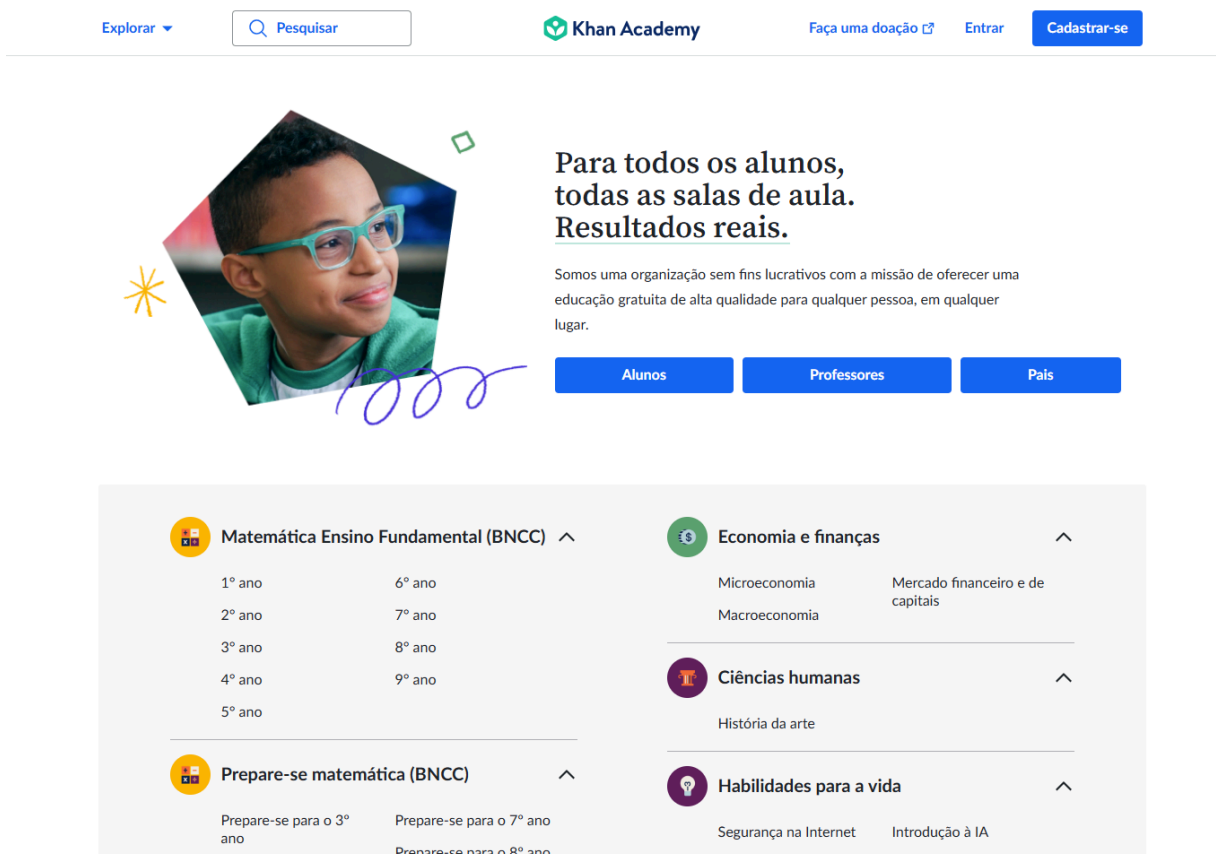 Explorar
Pesquisar
Khan Academy
Faça uma doação
Entrar
Cadastrar-se
Para todos os alunos,
todas as salas de aula.
Resultados reais.
Somos uma organização sem fins lucrativos com a missão de oferecer uma
educação gratuita de alta qualidade para qualquer pessoa, em qualquer
lugar.
Alunos
Professores
Pais
Matemática Ensino Fundamental (BNCC)
1º ano
2º ano
3º ano
4º ano
5º ano
6º ano
7º ano
8º ano
9º ano
Prepare-se matemática (BNCC)
Prepare-se para o 3º
ano
Prepare-se para o 7º ano
Prepare-se para o 8º ano
Economia e finanças
Microeconomia
Macroeconomia
Mercado financeiro e de
capitais
Ciências humanas
História da arte
Habilidades para a vida
Segurança na Internet
Introdução à IA